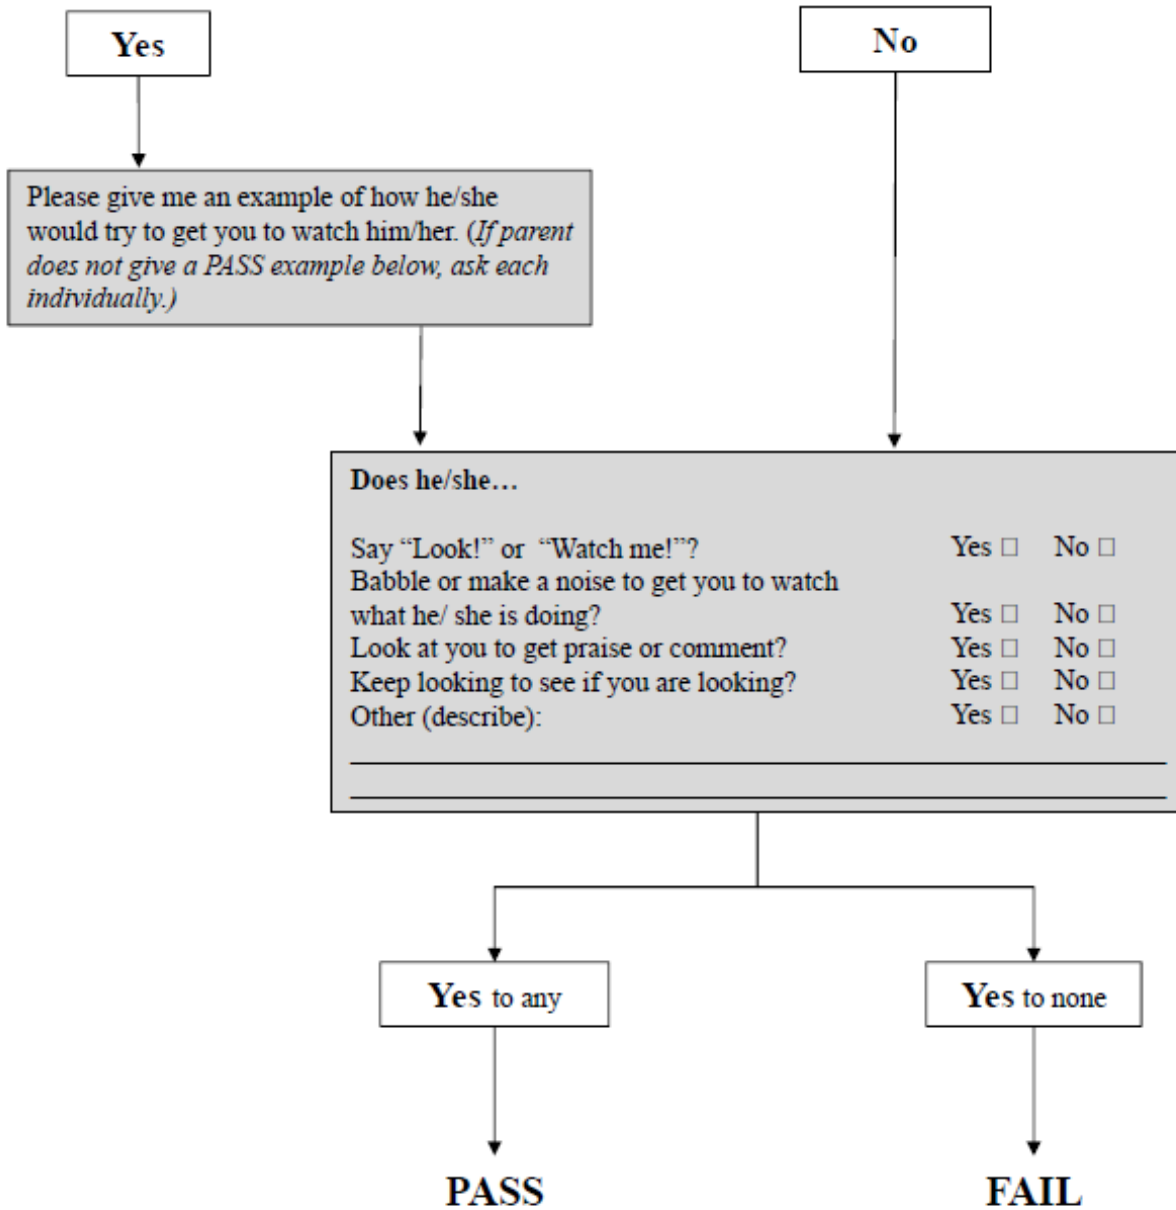 Yes
No
Please give me an example of how he/she
would try to get you to watch him/her. (If parent
does not give a PASS example below, ask each
individually.)
Does he/she…
Say “Look!” or “Watch me!”? Yes □ No □
Babble or make a noise to get you to watch
what he/ she is doing? Yes □ No □
Look at you to get praise or comment? Yes □ No □
Keep looking to see if you are looking? Yes □ No □
Other (describe): Yes □ No □
Yes to any
Yes to none
PASS
FAIL